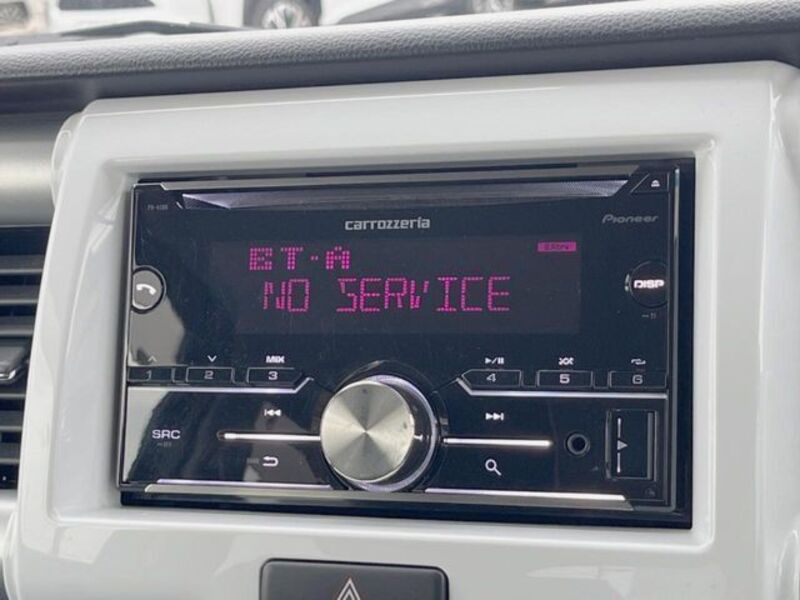 carrozzeria
Pioneer
BT-A
NO SERVICE
DISP
MIX
1 2 3 4 5 6
SRC